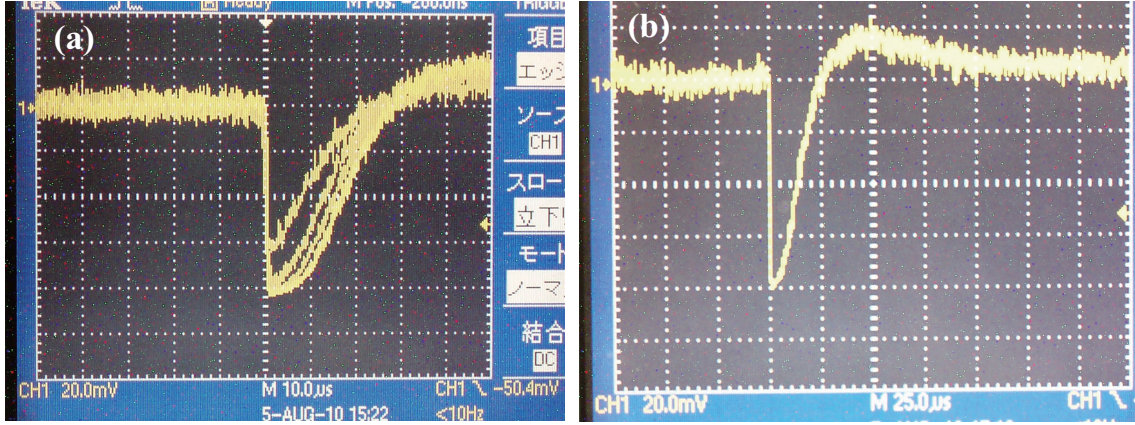 (a)
Ready
M Pos: -200.0ns
項目
エッジ
ソース
CH1
スロープ
立下り
モード
ノーマル
結合
DC
1
CH1 20.0mV
M 10.0µs
CH1 -50.4mV
5-AUG-10 15:22
<10Hz
(b)
1
CH1 20.0mV
M 25.0µs
CH1